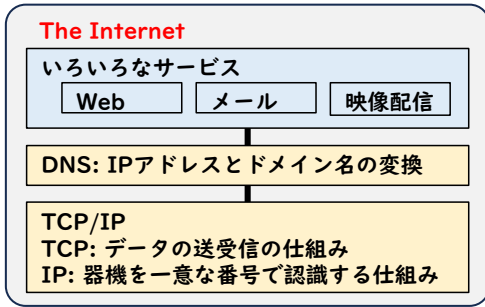 The Internet
いろいろなサービス
Web
メール
映像配信
DNS: IPアドレスとドメイン名の変換
TCP/IP
TCP: データの送受信の仕組み
IP: 器機を一意な番号で認識する仕組み